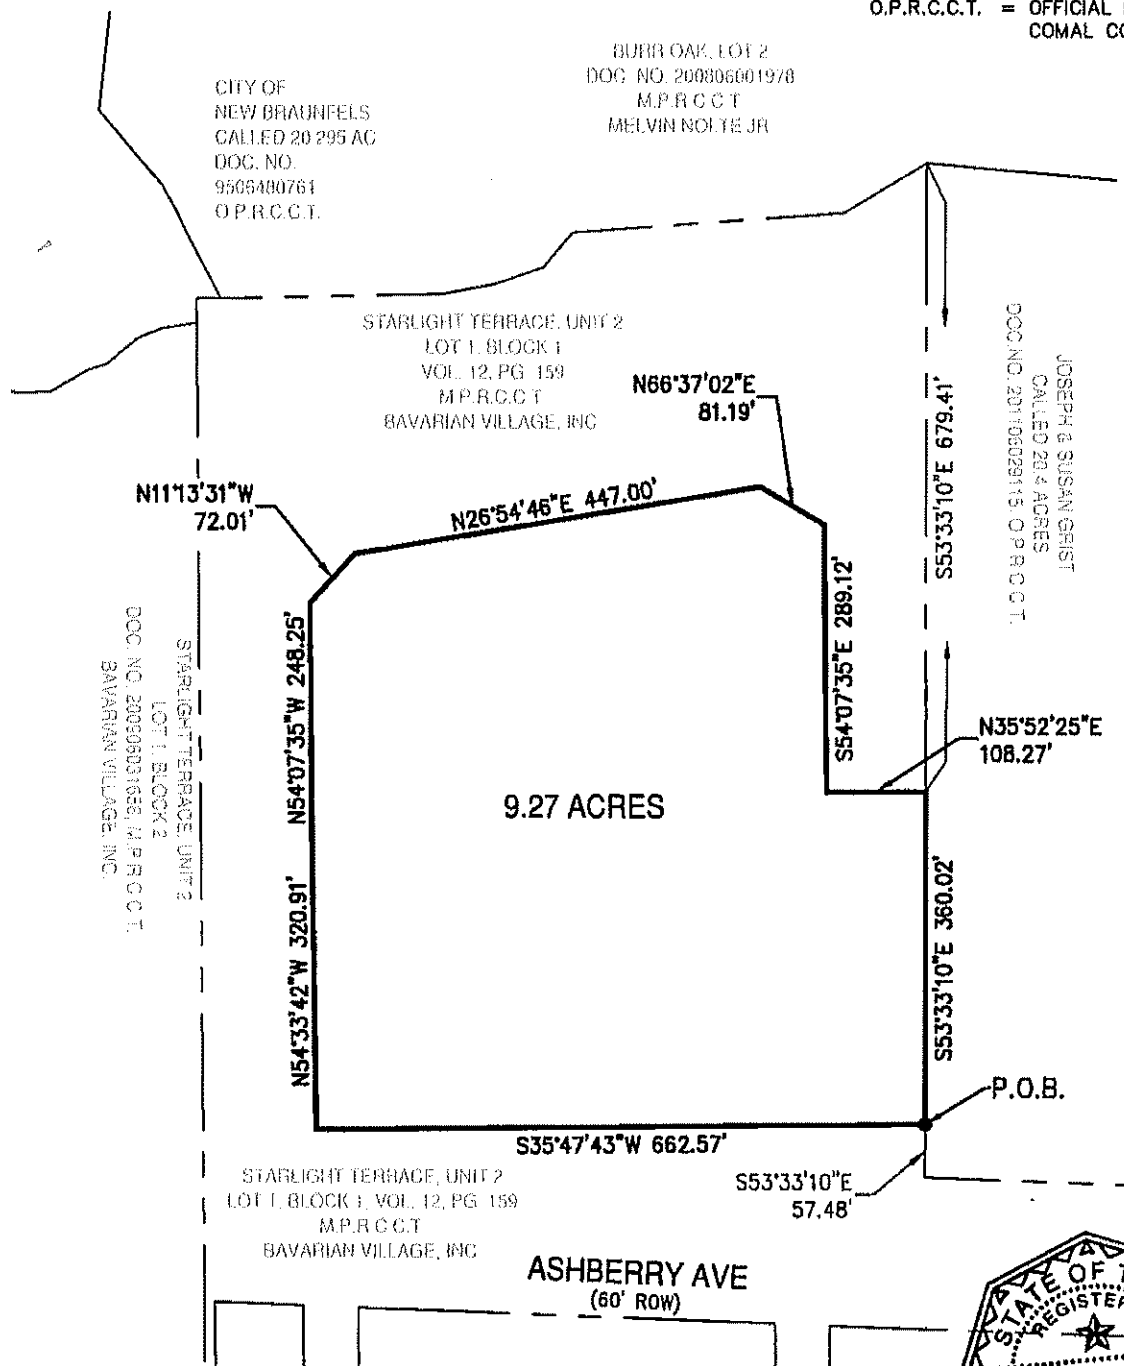 O.P.R.C.C.T. = OFFICIAL
COMAL CO
BURR OAK, LOT 2
DOC. NO. 200806001978
M.P.R.C.C.T
MELVIN NOLTE JR
CITY OF
NEW BRAUNFELS
CALLED 20.295 AC
DOC. NO.
9506480761
O.P.R.C.C.T.
STARLIGHT TERRACE, UNIT 2
LOT 1, BLOCK 1
VOL. 12, PG. 159
M.P.R.C.C.T
BAVARIAN VILLAGE, INC
JOSEPH & SUSAN GRIST
CALLED 20.4 ACRES
DOC. NO. 201106029115, O.P.R.C.C.T.
S53°33'10"E 679.41'
N66°37'02"E
81.19'
N11°13'31"W
72.01'
N26°54'46"E 447.00'
S54°07'35"E 289.12'
N54°07'35"W 248.25'
STARLIGHT TERRACE, UNIT 2
LOT 1, BLOCK 2
M.P.R.C.C.T.
BAVARIAN VILLAGE, INC.
N35°52'25"E
108.27'
9.27 ACRES
N54°33'42"W 320.91'
S53°33'10"E 360.02'
P.O.B.
S35°47'43"W 662.57'
S53°33'10"E
57.48'
STARLIGHT TERRACE, UNIT 2
LOT 1, BLOCK 1, VOL. 12, PG. 159
M.P.R.C.C.T
BAVARIAN VILLAGE, INC
ASHBERRY AVE
(60' ROW)
STATE OF T
REGISTER